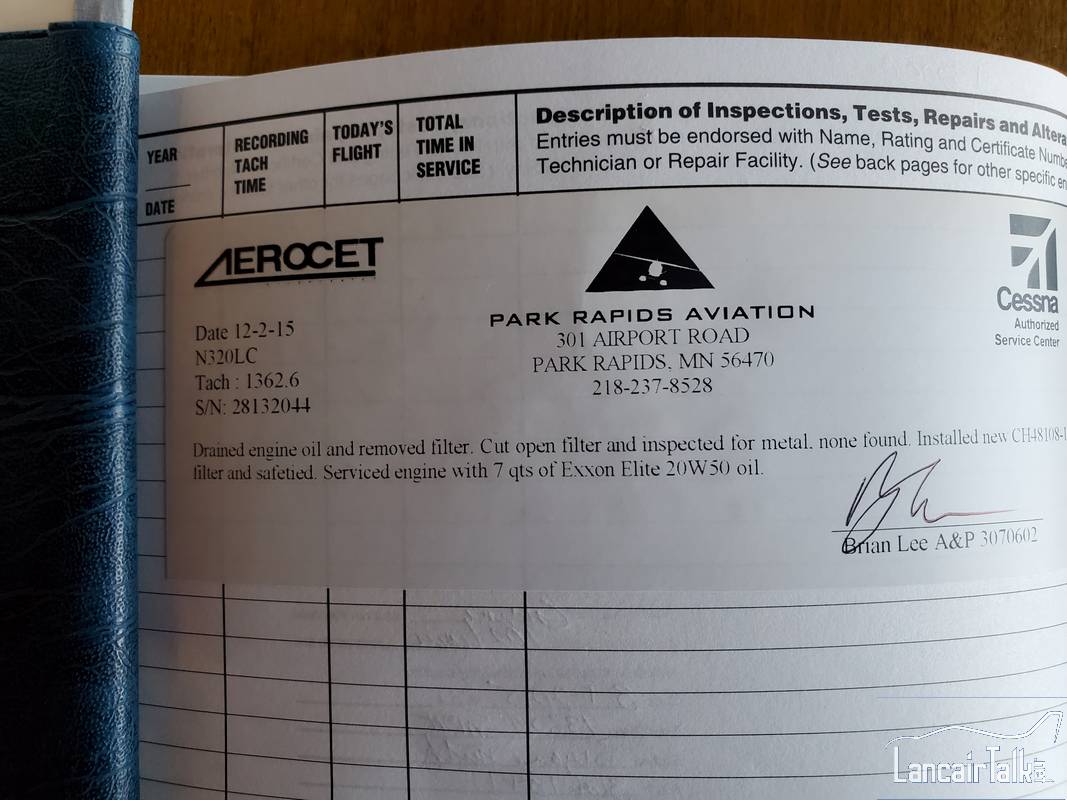 YEAR
DATE
RECORDING
TACH
TIME
TODAY'S
FLIGHT
TOTAL
TIME IN
SERVICE
Description of Inspections, Tests, Repairs and Altera
Entries must be endorsed with Name, Rating and Certificate Numbe
Technician or Repair Facility. (See back pages for other specific en
AEROCET
PARK RAPIDS AVIATION
301 AIRPORT ROAD
PARK RAPIDS, MN 56470
218-237-8528
Cessna
Authorized
Service Center
Date 12-2-15
N320LC
Tach : 1362.6
S/N: 28132044
Drained engine oil and removed filter. Cut open filter and inspected for metal, none found. Installed new CH48108-1
filter and safetied. Serviced engine with 7 qts of Exxon Elite 20W50 oil.
Brian Lee A&P 3070602
LancairTalk